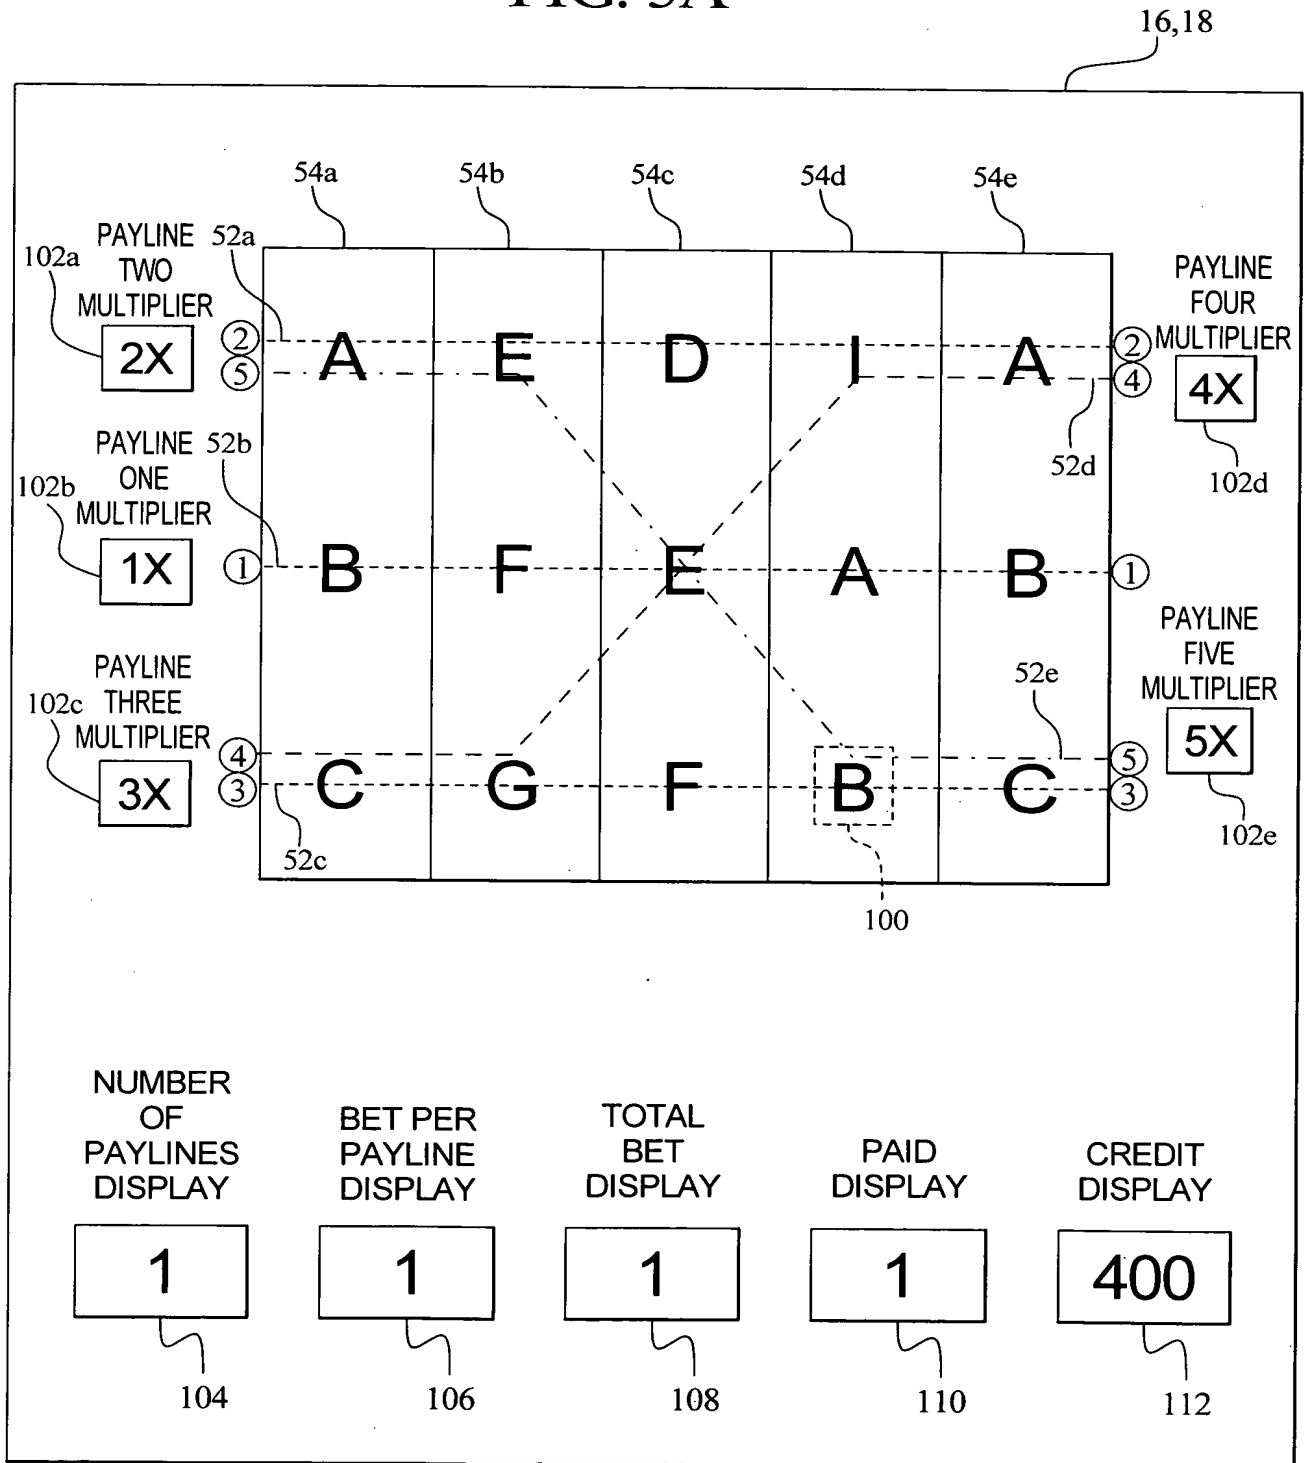 FIG. 5A
16,18
54a 54b 54c 54d 54e
PAYLINE
TWO
MULTIPLIER
102a
52a
2X
PAYLINE
FOUR
MULTIPLIER
4X
102d
2 A E D I A 2
5 4
52d
PAYLINE
ONE
MULTIPLIER
102b
52b
1X
1 B F E A B 1
PAYLINE
FIVE
MULTIPLIER
5X
102e
52e
PAYLINE
THREE
MULTIPLIER
102c
3X
4 5
3 C G F B C 3
52c
100
NUMBER
OF
PAYLINES
DISPLAY
1
104
BET PER
PAYLINE
DISPLAY
1
106
TOTAL
BET
DISPLAY
1
108
PAID
DISPLAY
1
110
CREDIT
DISPLAY
400
112